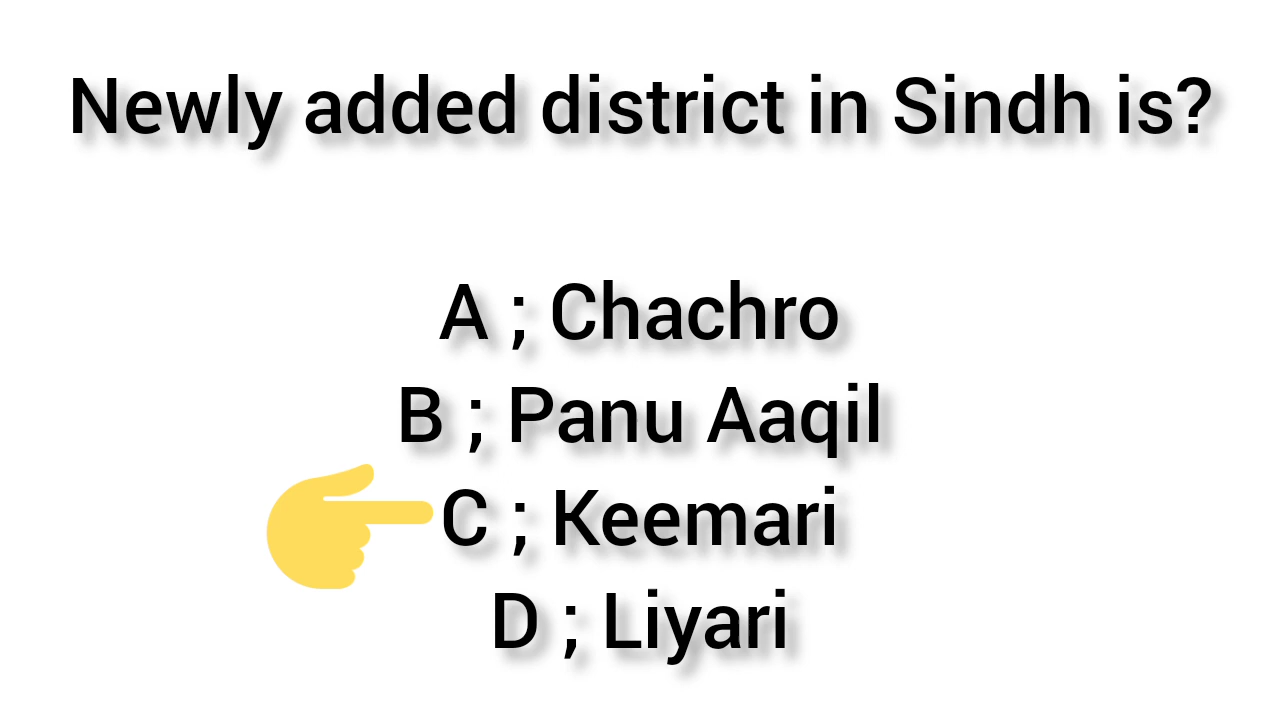 Newly added district in Sindh is?
A ; Chachro
B ; Panu Aaqil
C ; Keemari
D ; Liyari